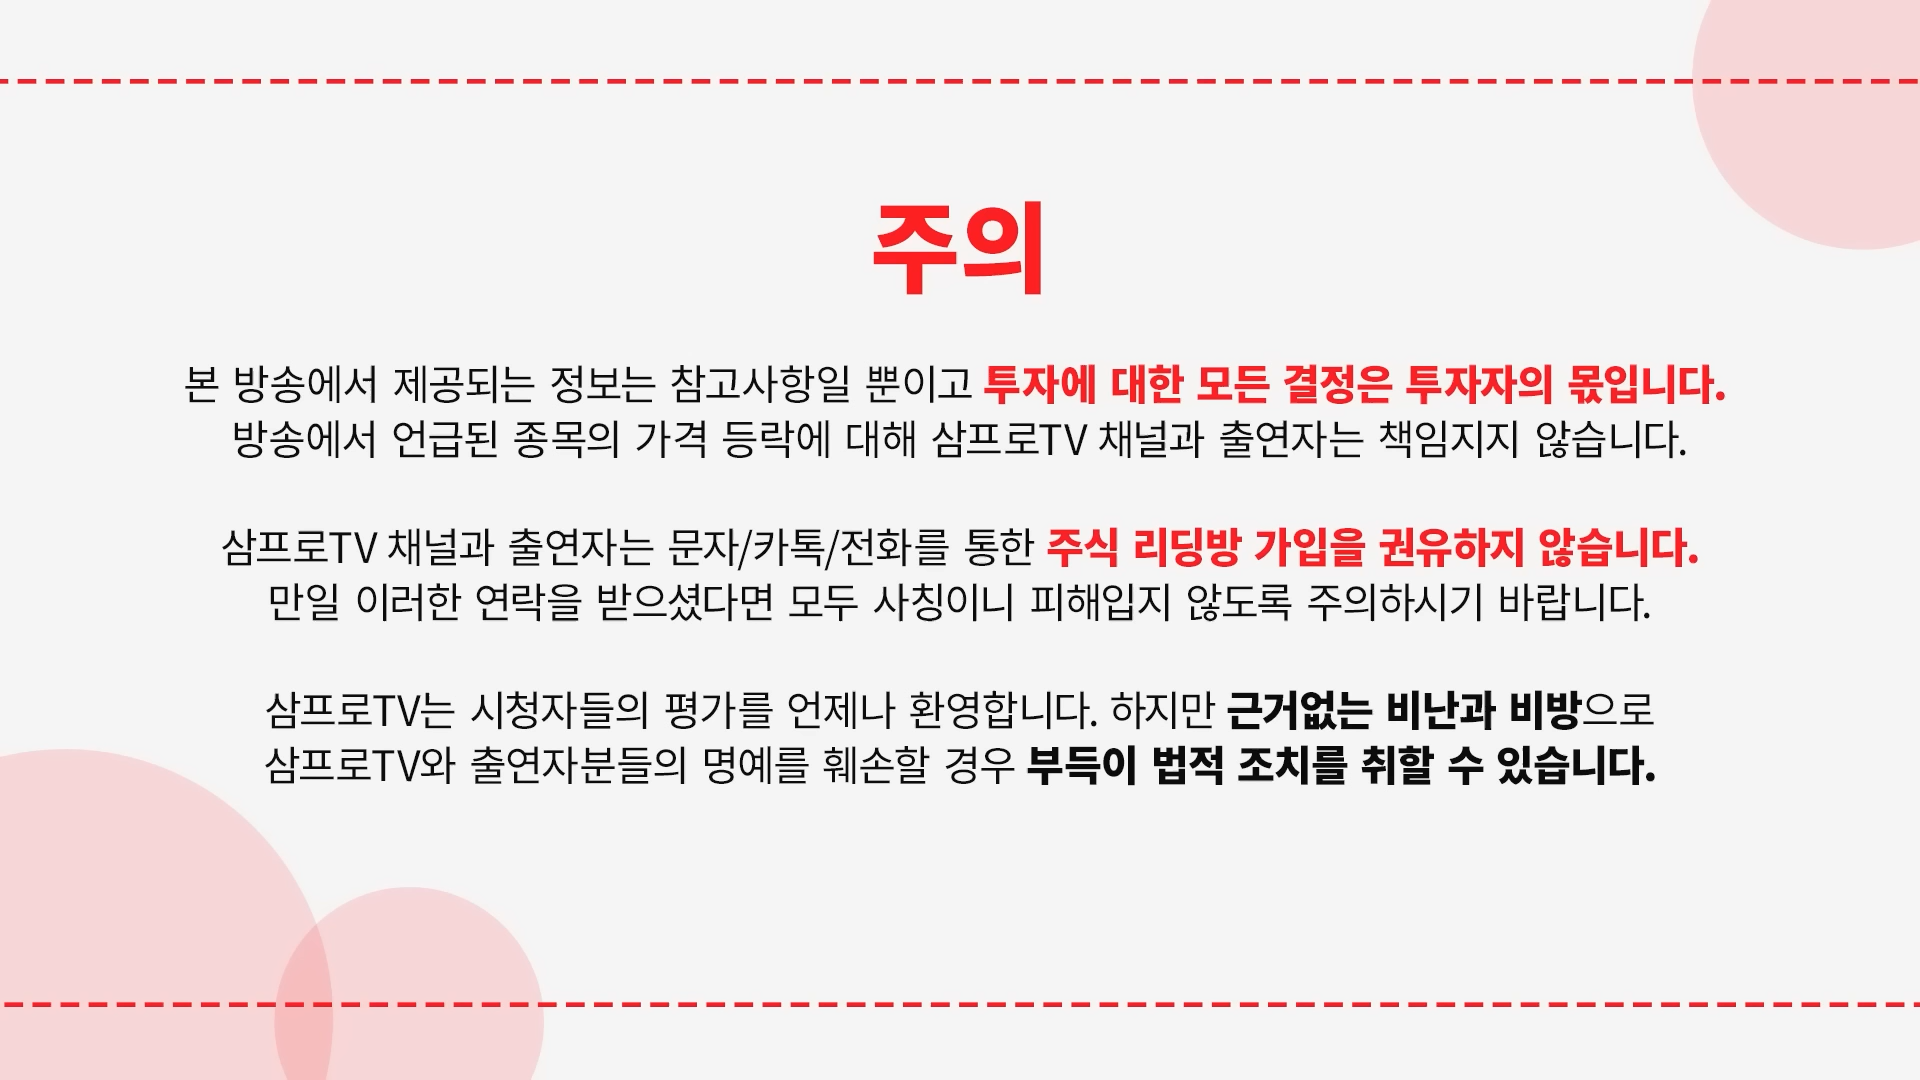 주의
본 방송에서 제공되는 정보는 참고사항일 뿐이고 투자에 대한 모든 결정은 투자자의 몫입니다.
방송에서 언급된 종목의 가격 등락에 대해 삼프로TV 채널과 출연자는 책임지지 않습니다.
삼프로TV 채널과 출연자는 문자/카톡/전화를 통한 주식 리딩방 가입을 권유하지 않습니다.
만일 이러한 연락을 받으셨다면 모두 사칭이니 피해입지 않도록 주의하시기 바랍니다.
삼프로TV는 시청자들의 평가를 언제나 환영합니다. 하지만 근거없는 비난과 비방으로
삼프로TV와 출연자분들의 명예를 훼손할 경우 부득이 법적 조치를 취할 수 있습니다.